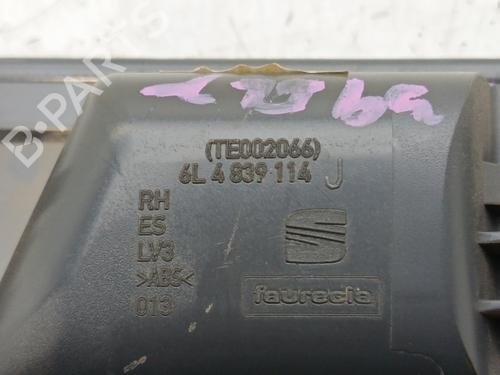 (TE002066)
6L 4 839 114 J
RH
ES
LV3
>ABS<
013
faurecia
B-PARTS